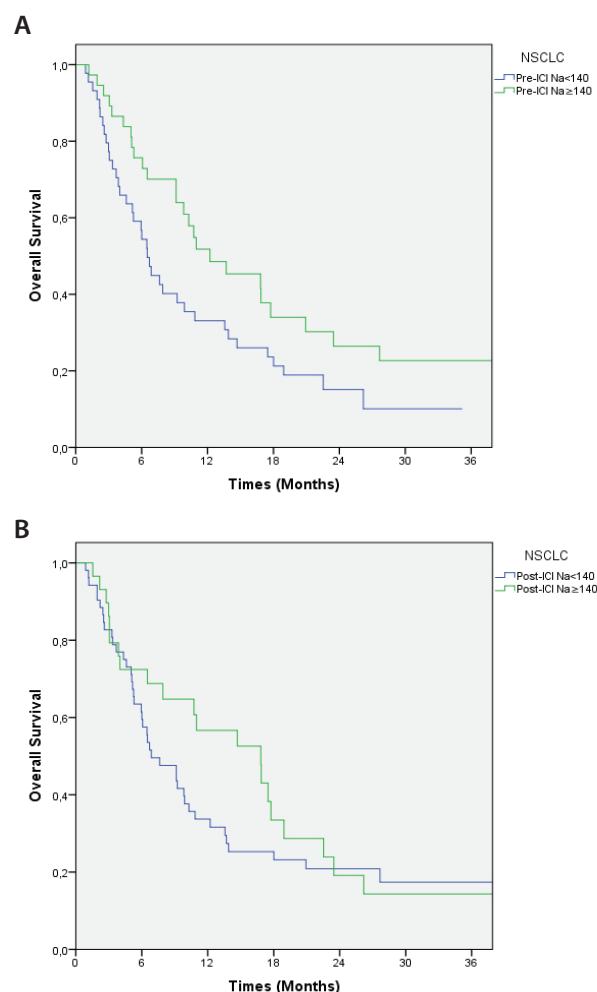 A
NSCLC
Pre-ICI Na<140
Pre-ICI Na≥140
1,0
0,8
0,6
0,4
0,2
0,0
Overall Survival
0 6 12 18 24 30 36
Times (Months)
B
NSCLC
Post-ICI Na<140
Post-ICI Na≥140
1,0
0,8
0,6
0,4
0,2
0,0
Overall Survival
0 6 12 18 24 30 36
Times (Months)